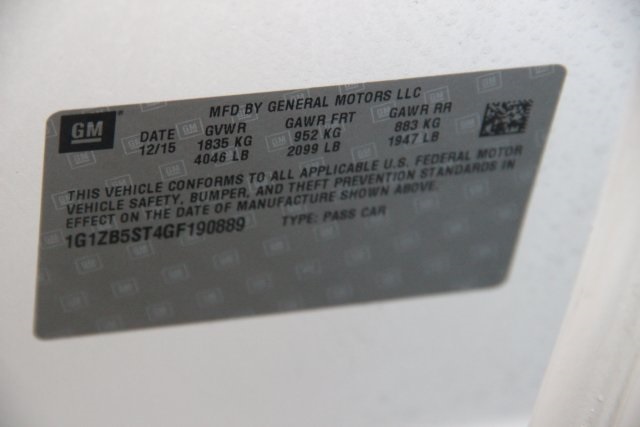 MFD BY GENERAL MOTORS LLC
GM DATE GVWR GAWR FRT GAWR RR
12/15 1835 KG 952 KG 883 KG
4046 LB 2099 LB 1947 LB
THIS VEHICLE CONFORMS TO ALL APPLICABLE U.S. FEDERAL MOTOR
VEHICLE SAFETY, BUMPER, AND THEFT PREVENTION STANDARDS IN
EFFECT ON THE DATE OF MANUFACTURE SHOWN ABOVE.
1G1ZB5ST4GF190889 TYPE: PASS CAR